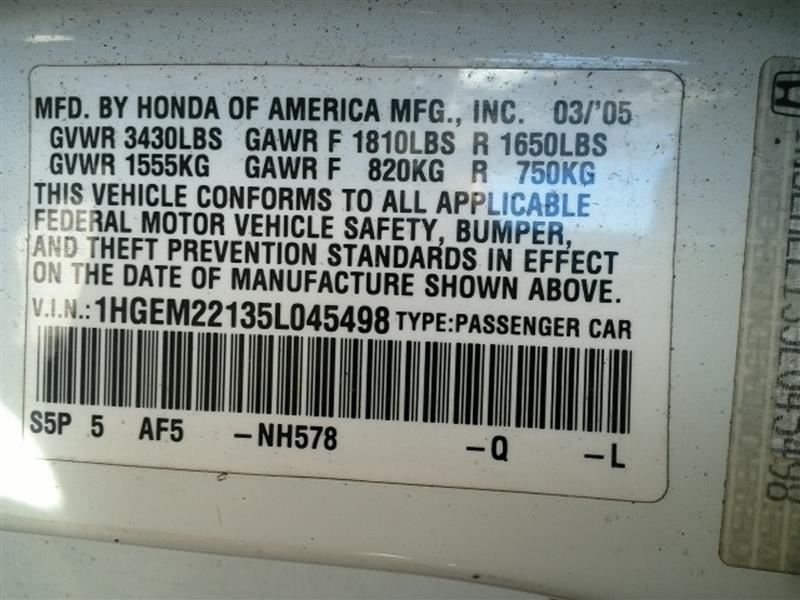 MFD. BY HONDA OF AMERICA MFG., INC. 03/'05
GVWR 3430LBS GAWR F 1810LBS R 1650LBS
GVWR 1555KG GAWR F 820KG R 750KG
THIS VEHICLE CONFORMS TO ALL APPLICABLE
FEDERAL MOTOR VEHICLE SAFETY, BUMPER,
AND THEFT PREVENTION STANDARDS IN EFFECT
ON THE DATE OF MANUFACTURE SHOWN ABOVE.
V.I.N.: 1HGEM22135L045498 TYPE:PASSENGER CAR
S5P 5 AF5 -NH578 -Q -L